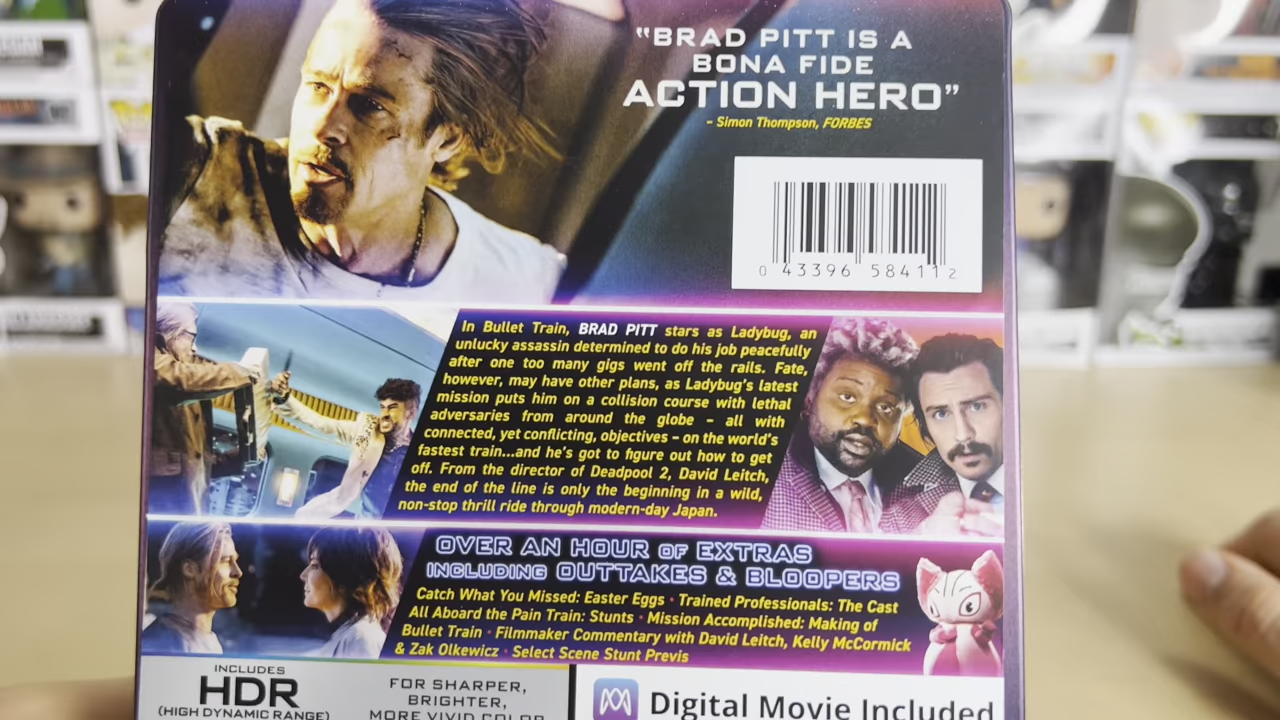 "BRAD PITT IS A
BONA FIDE
ACTION HERO"
– Simon Thompson, FORBES
0 43396 58411 2
In Bullet Train, BRAD PITT stars as Ladybug, an
unlucky assassin determined to do his job peacefully
after one too many gigs went off the rails. Fate,
however, may have other plans, as Ladybug's latest
mission puts him on a collision course with lethal
adversaries from around the globe – all with
connected, yet conflicting, objectives – on the world's
fastest train...and he's got to figure out how to get
off. From the director of Deadpool 2, David Leitch,
the end of the line is only the beginning in a wild,
non-stop thrill ride through modern-day Japan.
OVER AN HOUR OF EXTRAS
INCLUDING OUTTAKES & BLOOPERS
Catch What You Missed: Easter Eggs • Trained Professionals: The Cast
All Aboard the Pain Train: Stunts • Mission Accomplished: Making of
Bullet Train • Filmmaker Commentary with David Leitch, Kelly McCormick
& Zak Olkewicz • Select Scene Stunt Previs
INCLUDES
HDR
(HIGH DYNAMIC RANGE)
FOR SHARPER,
BRIGHTER,
MORE VIVID COLOR
Digital Movie Included